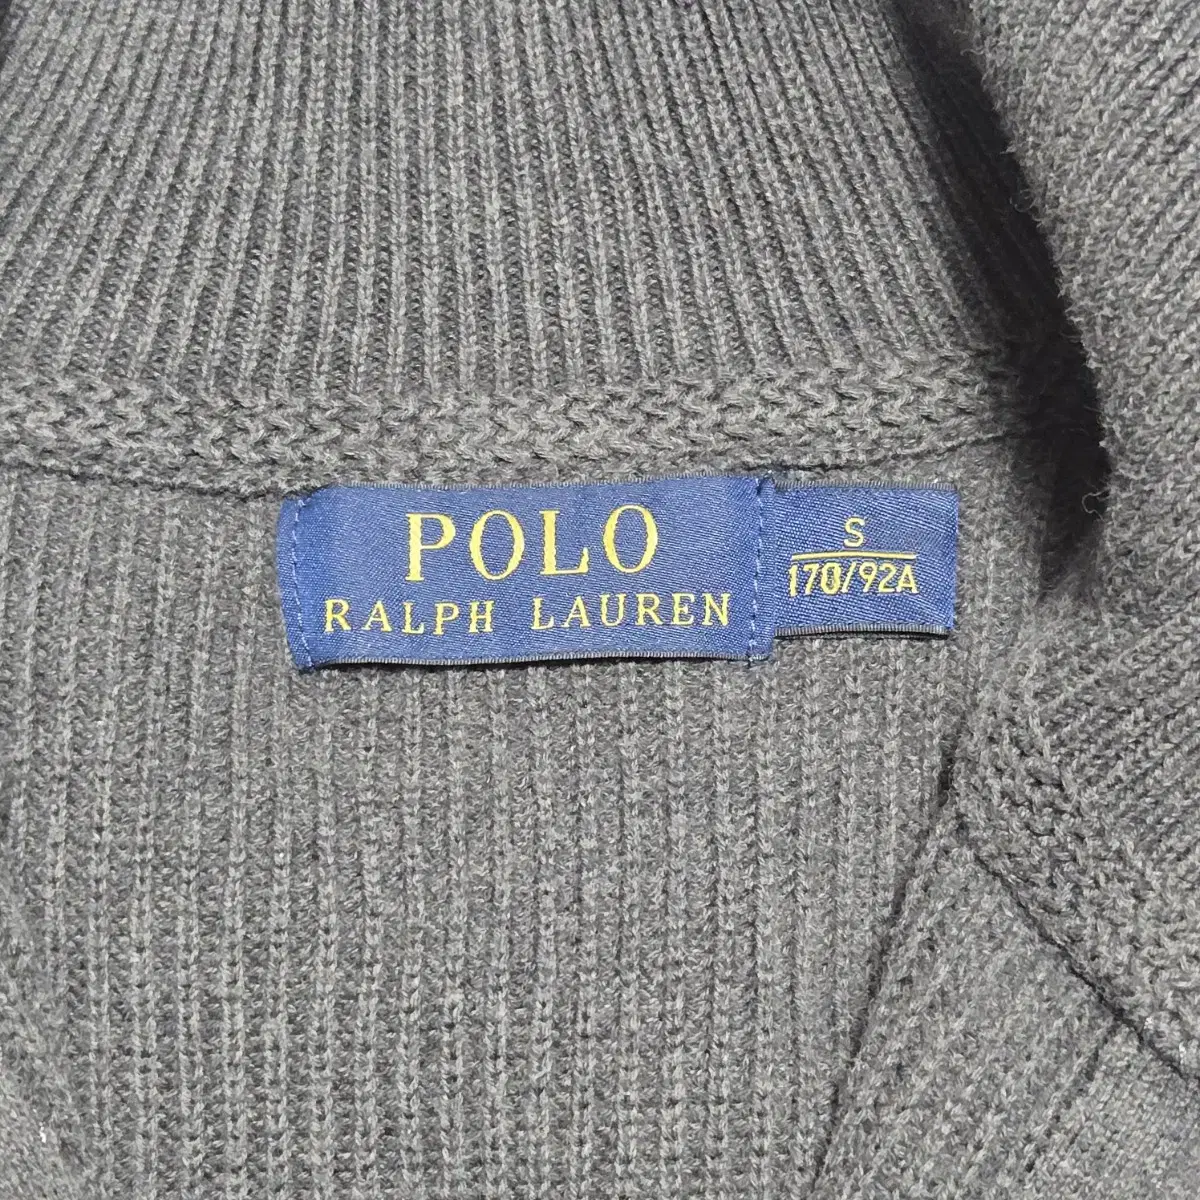 POLO
RALPH LAUREN
S
170/92A